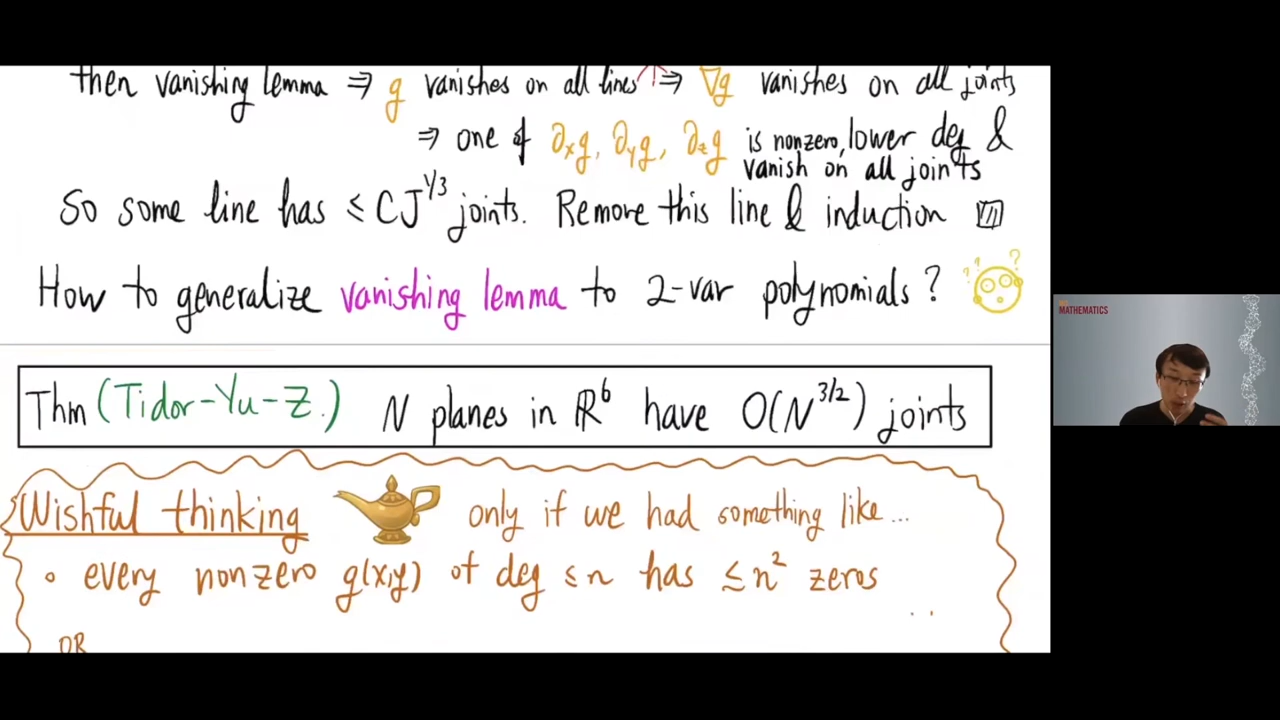 then vanishing lemma ⇒ g vanishes on all lines ⇒ ∇g vanishes on all joints
⇒ one of ∂xg, ∂yg, ∂zg is nonzero, lower deg &
vanish on all joints
So some line has ≤ CJ^{1/3} joints. Remove this line & induction
How to generalize vanishing lemma to 2-var polynomials?
? ? ?
MATHEMATICS
Thm (Tidor-Yu-Z.) N planes in ℝ^6 have O(N^{3/2}) joints
Wishful thinking only if we had something like...
◦ every nonzero g(x,y) of deg ≤n has ≤n² zeros
OR